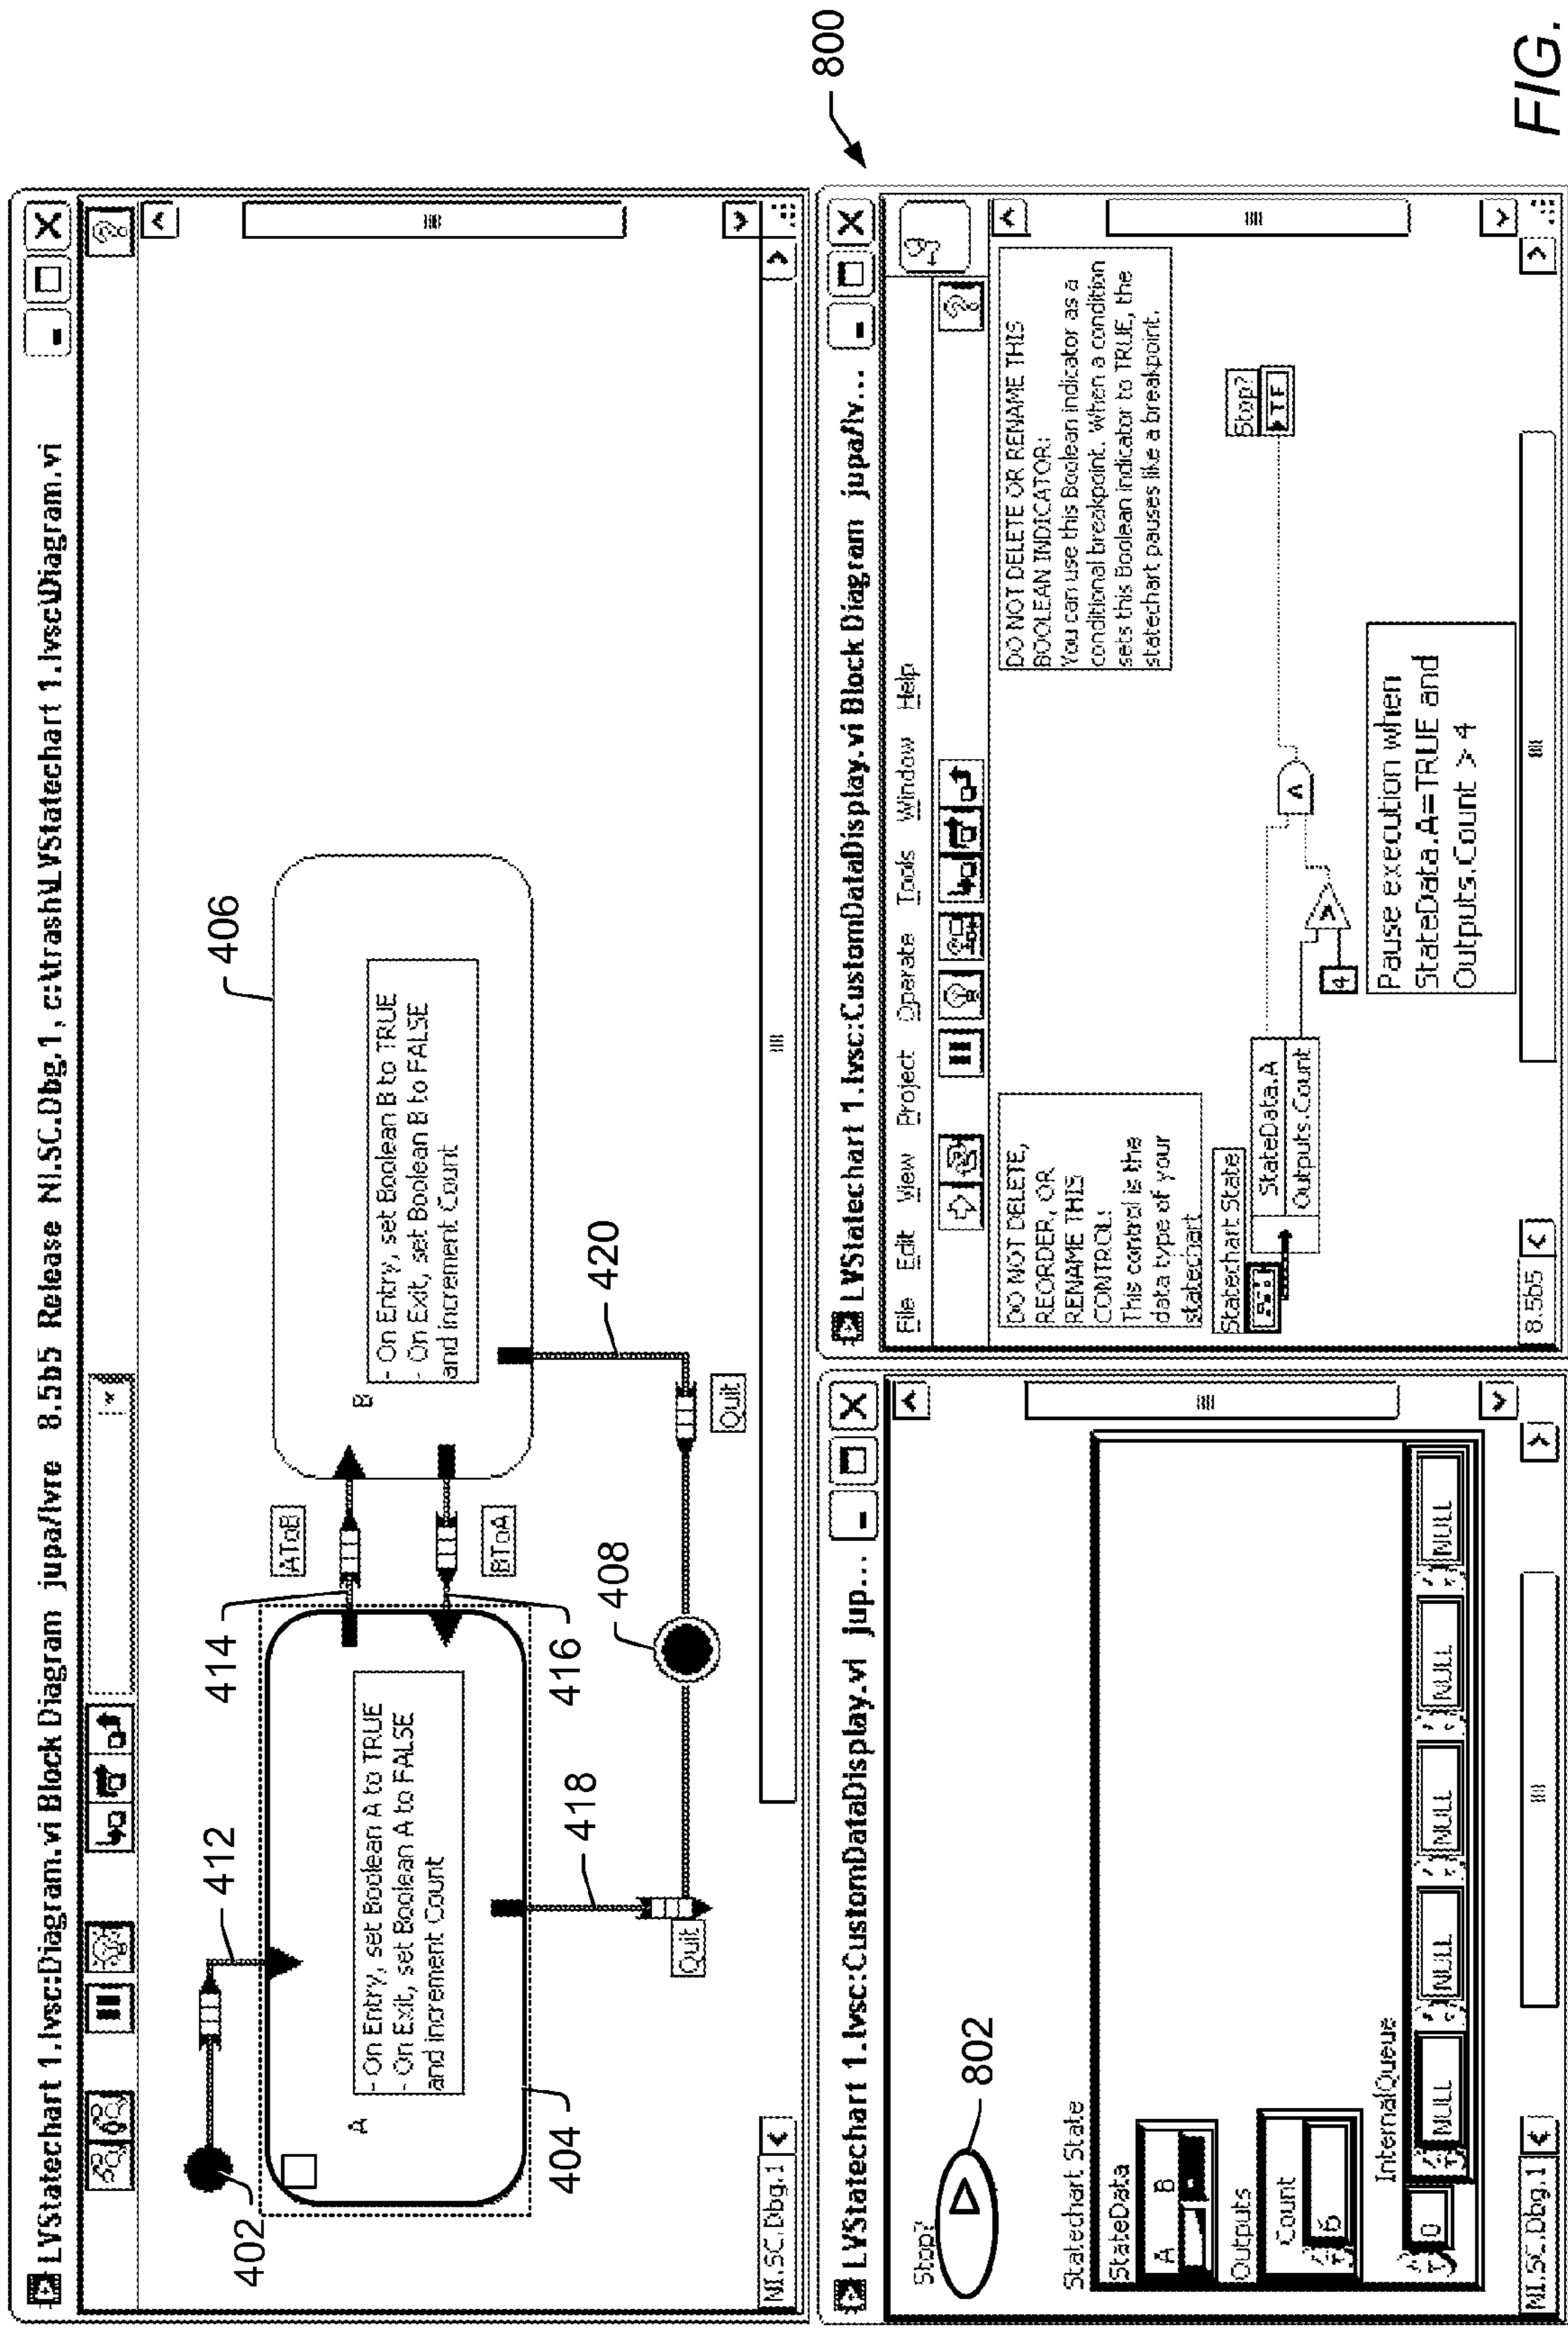 LVStatechart 1.lvsc:Diagram.vi Block Diagram jupa/lvre 8.5b5 Release NI.SC.Dbg.1, c:\trash\LVStatechart 1.lvsc\Diagram.vi
402
412
A
- On Entry, set Boolean A to TRUE
- On Exit, set Boolean A to FALSE
and increment Count
404
414
AToB
416
BToA
418
Quit
408
406
B
- On Entry, set Boolean B to TRUE
- On Exit, set Boolean B to FALSE
and increment Count
420
Quit
NI.SC.Dbg.1
LVStatechart 1.lvsc:CustomDataDisplay.vi jup...
Stop?
802
Statechart State
StateData
A B
Outputs
Count
6
InternalQueue
0
NULL NULL NULL NULL NULL
NI.SC.Dbg.1
LVStatechart 1.lvsc:CustomDataDisplay.vi Block Diagram jupa/lv...
File Edit View Project Operate Tools Window Help
DO NOT DELETE,
REORDER, OR
RENAME THIS
CONTROL:
This control is the
data type of your
statechart
Statechart State
StateData.A
Outputs.Count
4
DO NOT DELETE OR RENAME THIS
BOOLEAN INDICATOR:
You can use this Boolean indicator as a
conditional breakpoint. When a condition
sets this Boolean indicator to TRUE, the
statechart pauses like a breakpoint.
Stop?
TF
Pause execution when
StateData.A=TRUE and
Outputs.Count > 4
8.5b5
800
FIG.